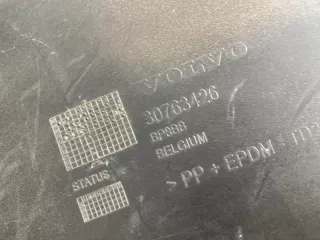 VOLVO
30763426
BELGIUM
STATUS
>PP + EPDM -